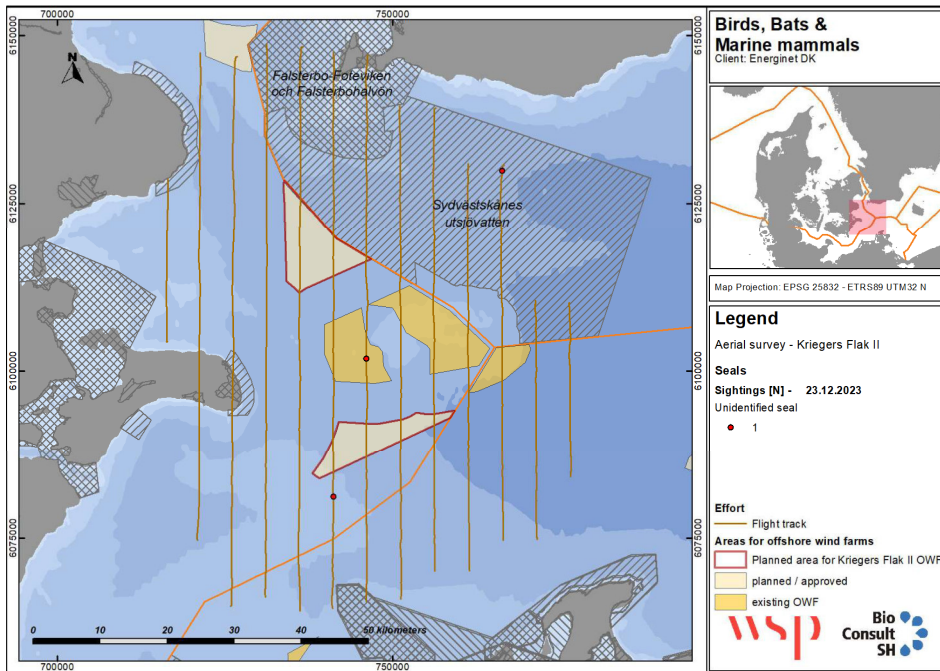 700000
750000
6150000
6150000
N
Falsterbo-Foteviken
och Falsterbohalvön
6125000
6125000
Sydvästskånes
utsjövatten
6100000
6100000
6075000
6075000
0 10 20 30 40 50 kilometers
700000
750000
Birds, Bats &
Marine mammals
Client: Energinet DK
Map Projection: EPSG 25832 - ETRS89 UTM32 N
Legend
Aerial survey - Kriegers Flak II
Seals
Sightings [N] - 23.12.2023
Unidentified seal
1
Effort
Flight track
Areas for offshore wind farms
Planned area for Kriegers Flak II OWF
planned / approved
existing OWF
wsp
Bio
Consult
SH